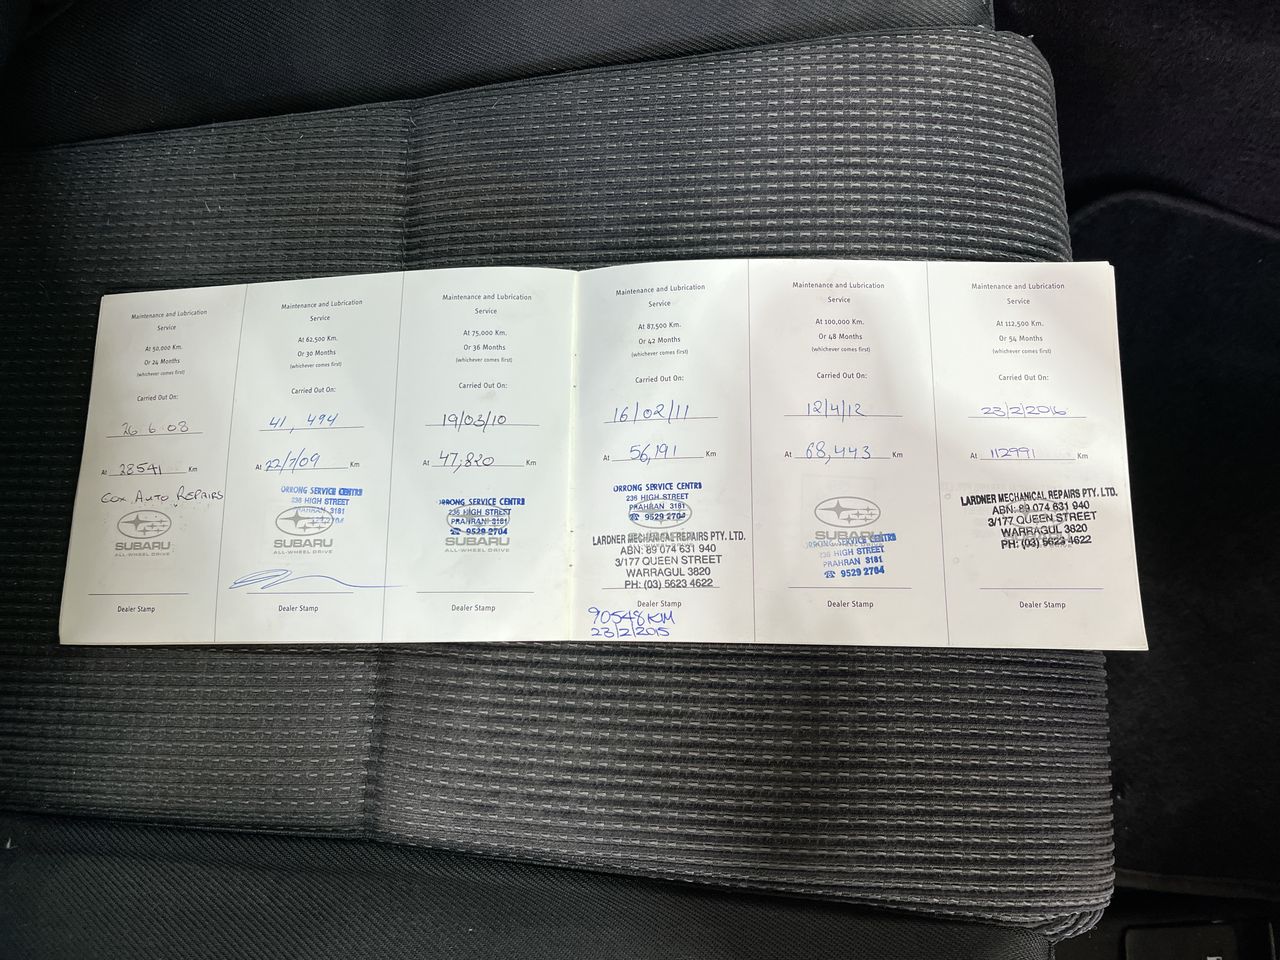 Maintenance and Lubrication
Service
At 50,000 Km.
Or 24 Months
(whichever comes first)
Carried Out On:
26 6 08
At 28541 Km
Cox Auto Repairs
SUBARU
ALL-WHEEL DRIVE
Dealer Stamp
Maintenance and Lubrication
Service
At 62,500 Km.
Or 30 Months
(whichever comes first)
Carried Out On:
41,494
At 22/7/09 Km
ORRONG SERVICE CENTRE
236 HIGH STREET
PRAHRAN 3181
SUBARU
ALL-WHEEL DRIVE
Dealer Stamp
Maintenance and Lubrication
Service
At 75,000 Km.
Or 36 Months
(whichever comes first)
Carried Out On:
19/03/10
At 47,820 Km
ORRONG SERVICE CENTRE
236 HIGH STREET
PRAHRAN 3181
☎ 9529 2704
SUBARU
ALL-WHEEL DRIVE
Dealer Stamp
Maintenance and Lubrication
Service
At 87,500 Km.
Or 42 Months
(whichever comes first)
Carried Out On:
16/02/11
At 56,191 Km
ORRONG SERVICE CENTRE
236 HIGH STREET
PRAHRAN 3181
☎ 9529 2704
LARDNER MECHANICAL REPAIRS PTY. LTD.
ABN: 89 074 631 940
3/177 QUEEN STREET
WARRAGUL 3820
PH: (03) 5623 4622
Dealer Stamp
90548KM
23/2/2015
Maintenance and Lubrication
Service
At 100,000 Km.
Or 48 Months
(whichever comes first)
Carried Out On:
12/4/12
At 68,443 Km
SUBARU
ORRONG SERVICE CENTRE
236 HIGH STREET
PRAHRAN 3181
☎ 9529 2704
Dealer Stamp
Maintenance and Lubrication
Service
At 112,500 Km.
Or 54 Months
(whichever comes first)
Carried Out On:
23/2/2016
At 112991 Km
LARDNER MECHANICAL REPAIRS PTY. LTD.
ABN: 89 074 631 940
3/177 QUEEN STREET
WARRAGUL 3820
PH: (03) 5623 4622
Dealer Stamp